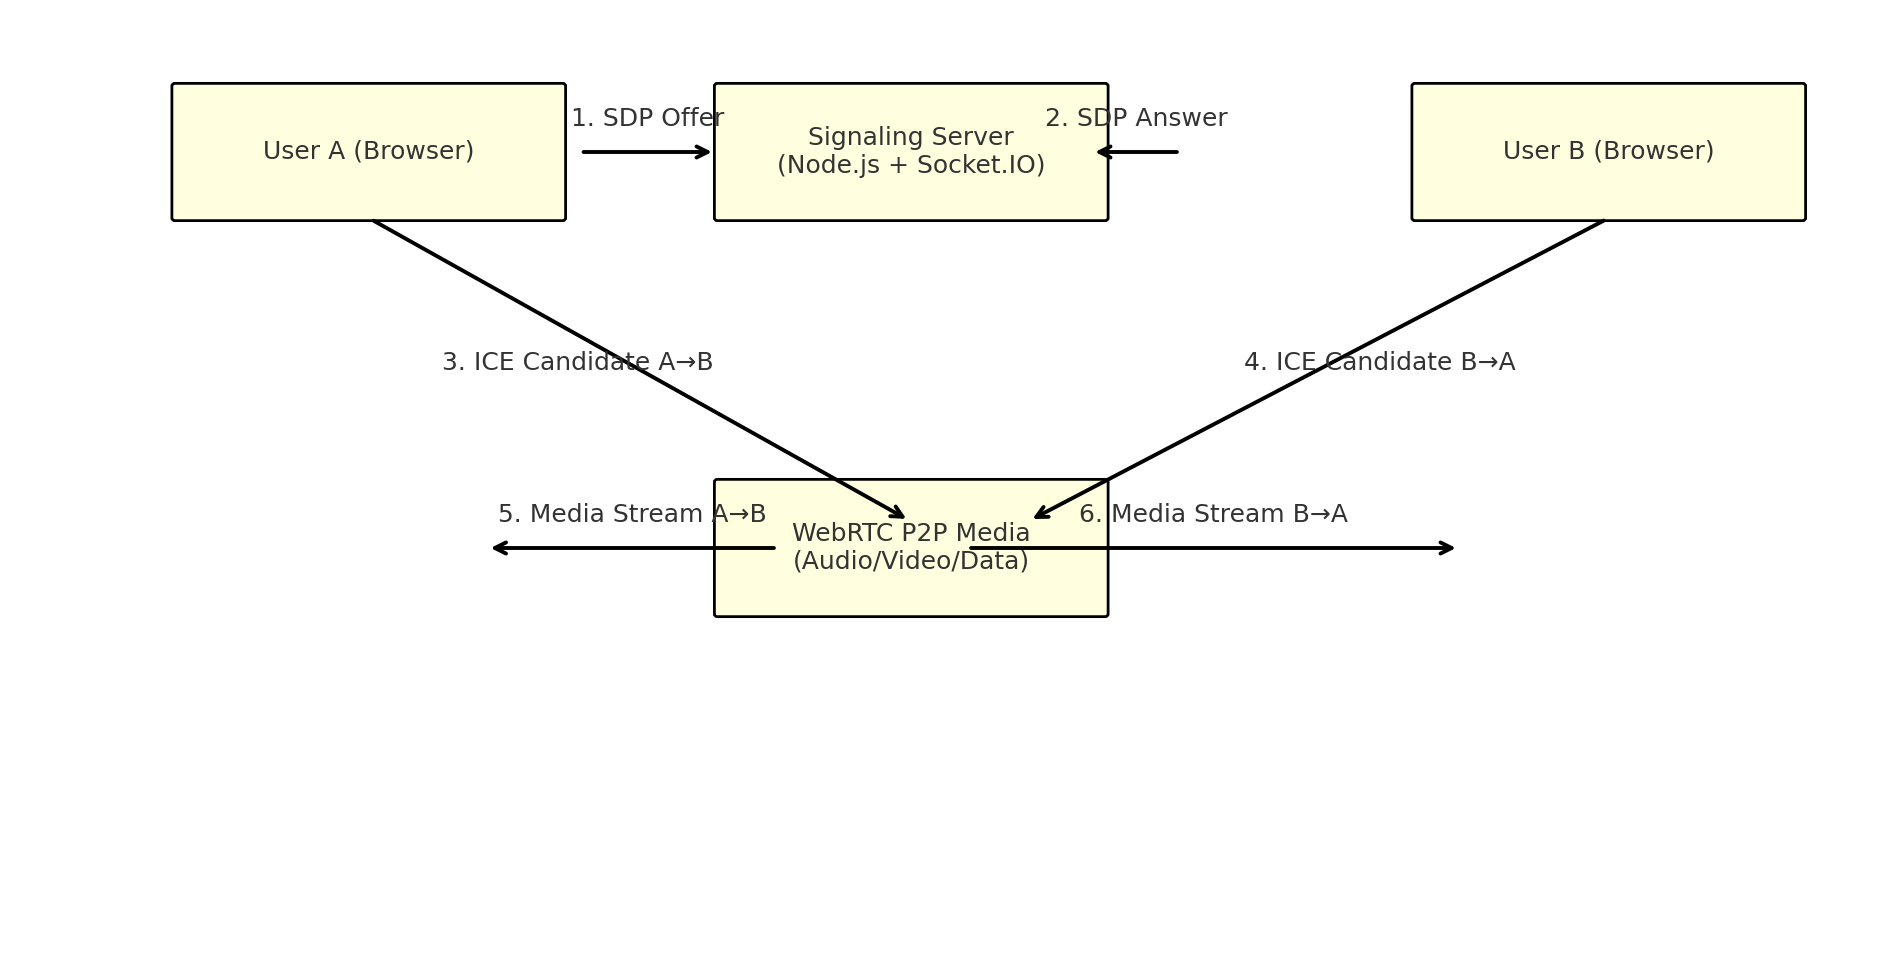 1. SDP Offer
2. SDP Answer
User A (Browser)
Signaling Server
(Node.js + Socket.IO)
User B (Browser)
3. ICE Candidate A→B
4. ICE Candidate B→A
5. Media Stream A→B
6. Media Stream B→A
WebRTC P2P Media
(Audio/Video/Data)